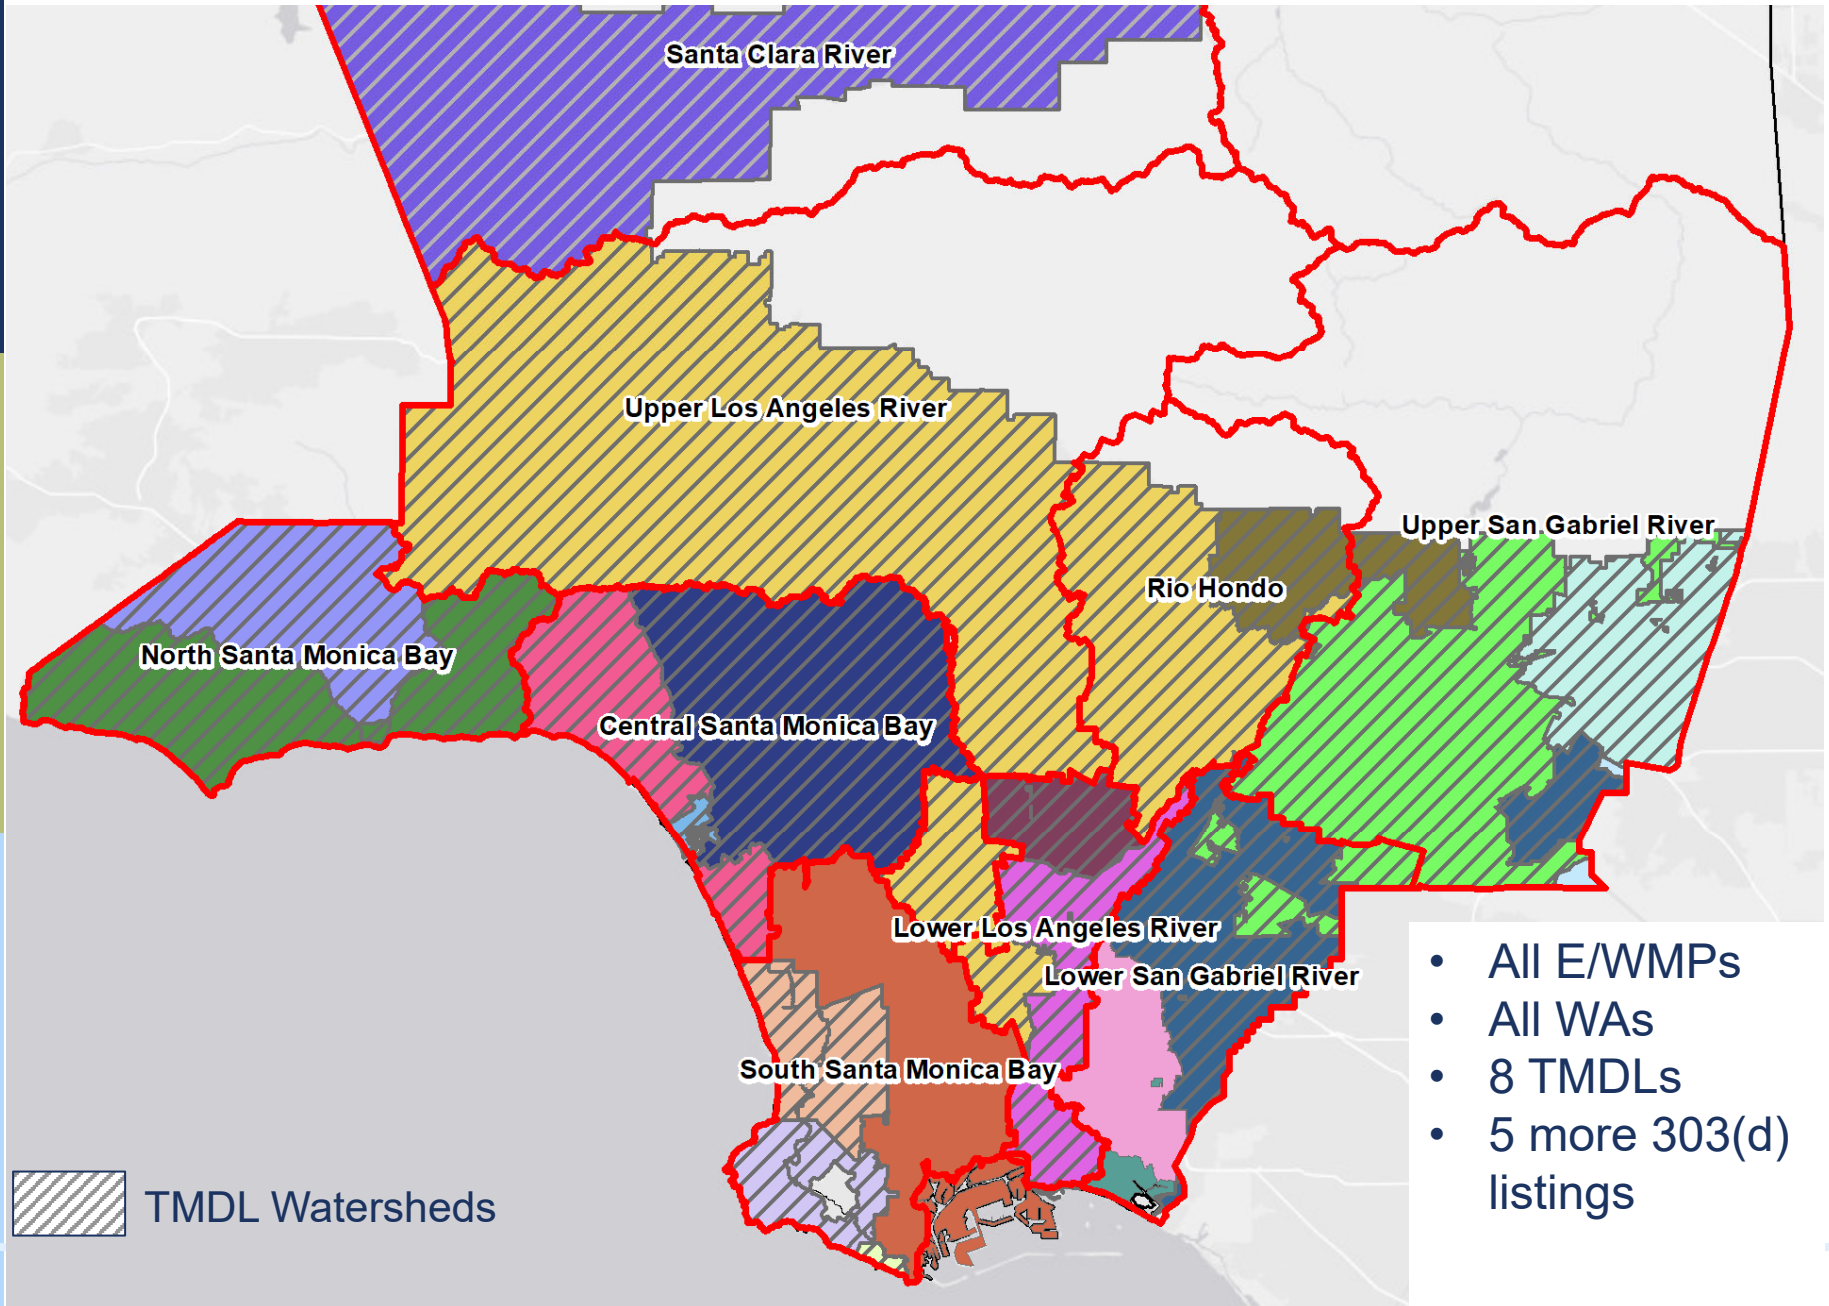 Santa Clara River
Upper Los Angeles River
Upper San Gabriel River
Rio Hondo
North Santa Monica Bay
Central Santa Monica Bay
Lower Los Angeles River
Lower San Gabriel River
South Santa Monica Bay
TMDL Watersheds
• All E/WMPs
• All WAs
• 8 TMDLs
• 5 more 303(d)
listings